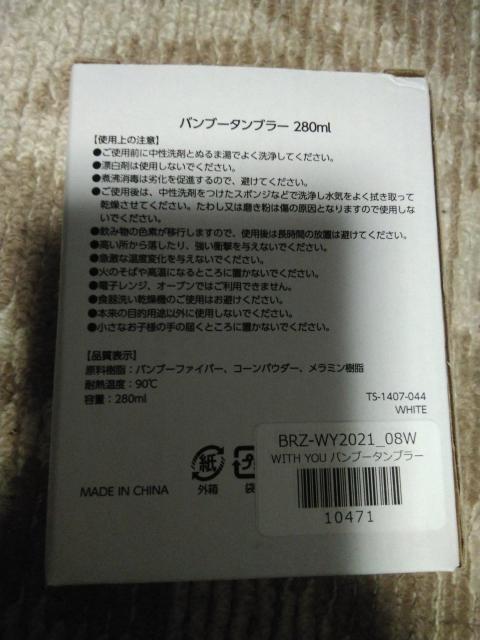 バンブータンブラー 280ml
【使用上の注意】
●ご使用前に中性洗剤とぬるま湯でよく洗浄してください。
●漂白剤は使用しないでください。
●煮沸消毒は劣化を促進するので、避けてください。
●ご使用後は、中性洗剤をつけたスポンジなどで洗浄し水気をよく拭き取って
乾燥させてください。たわし又は磨き粉は傷の原因となりますので使用しな
いでください。
●飲み物の色素が移行しますので、使用後は長時間の放置は避けてください。
●高い所から落したり、強い衝撃を与えないでください。
●急激な温度変化を与えないでください。
●火のそばや高温になるところに置かないでください。
●電子レンジ、オーブンではご利用できません。
●食器洗い乾燥機のご使用はお避けください。
●本来の目的用途以外に使用しないでください。
●小さなお子様の手の届くところに置かないでください。
【品質表示】
原料樹脂：バンブーファイバー、コーンパウダー、メラミン樹脂
耐熱温度：90℃
容量：280ml
TS-1407-044
WHITE
BRZ-WY2021_08W
WITH YOU バンブータンブラー
10471
紙
外箱
プ
袋
MADE IN CHINA